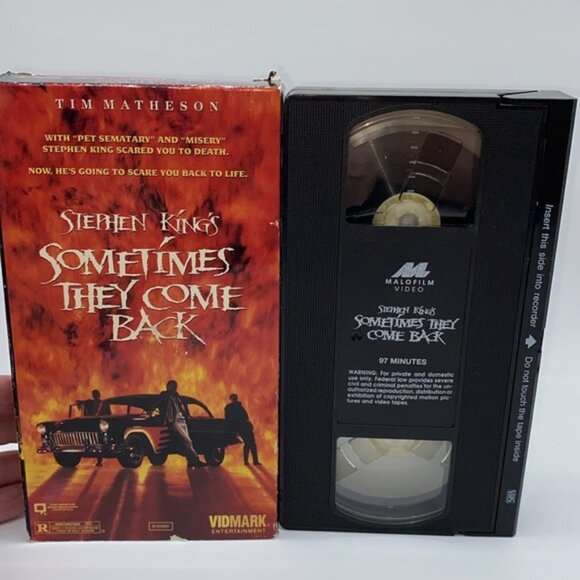 TIM MATHESON
WITH "PET SEMATARY" AND "MISERY"
STEPHEN KING SCARED YOU TO DEATH.
NOW, HE'S GOING TO SCARE YOU BACK TO LIFE.
STEPHEN KING'S
SOMETIMES
THEY COME
BACK
R
RESTRICTED
VIDMARK
ENTERTAINMENT
MALOFILM
VIDEO
STEPHEN KING'S
SOMETIMES THEY
COME BACK
97 MINUTES
WARNING: For private and domestic
use only. Federal law provides severe
civil and criminal penalties for the un-
authorized reproduction, distribution or
exhibition of copyrighted motion pic-
tures and video tapes.
Insert this side into recorder
Do not touch the tape inside
VHS